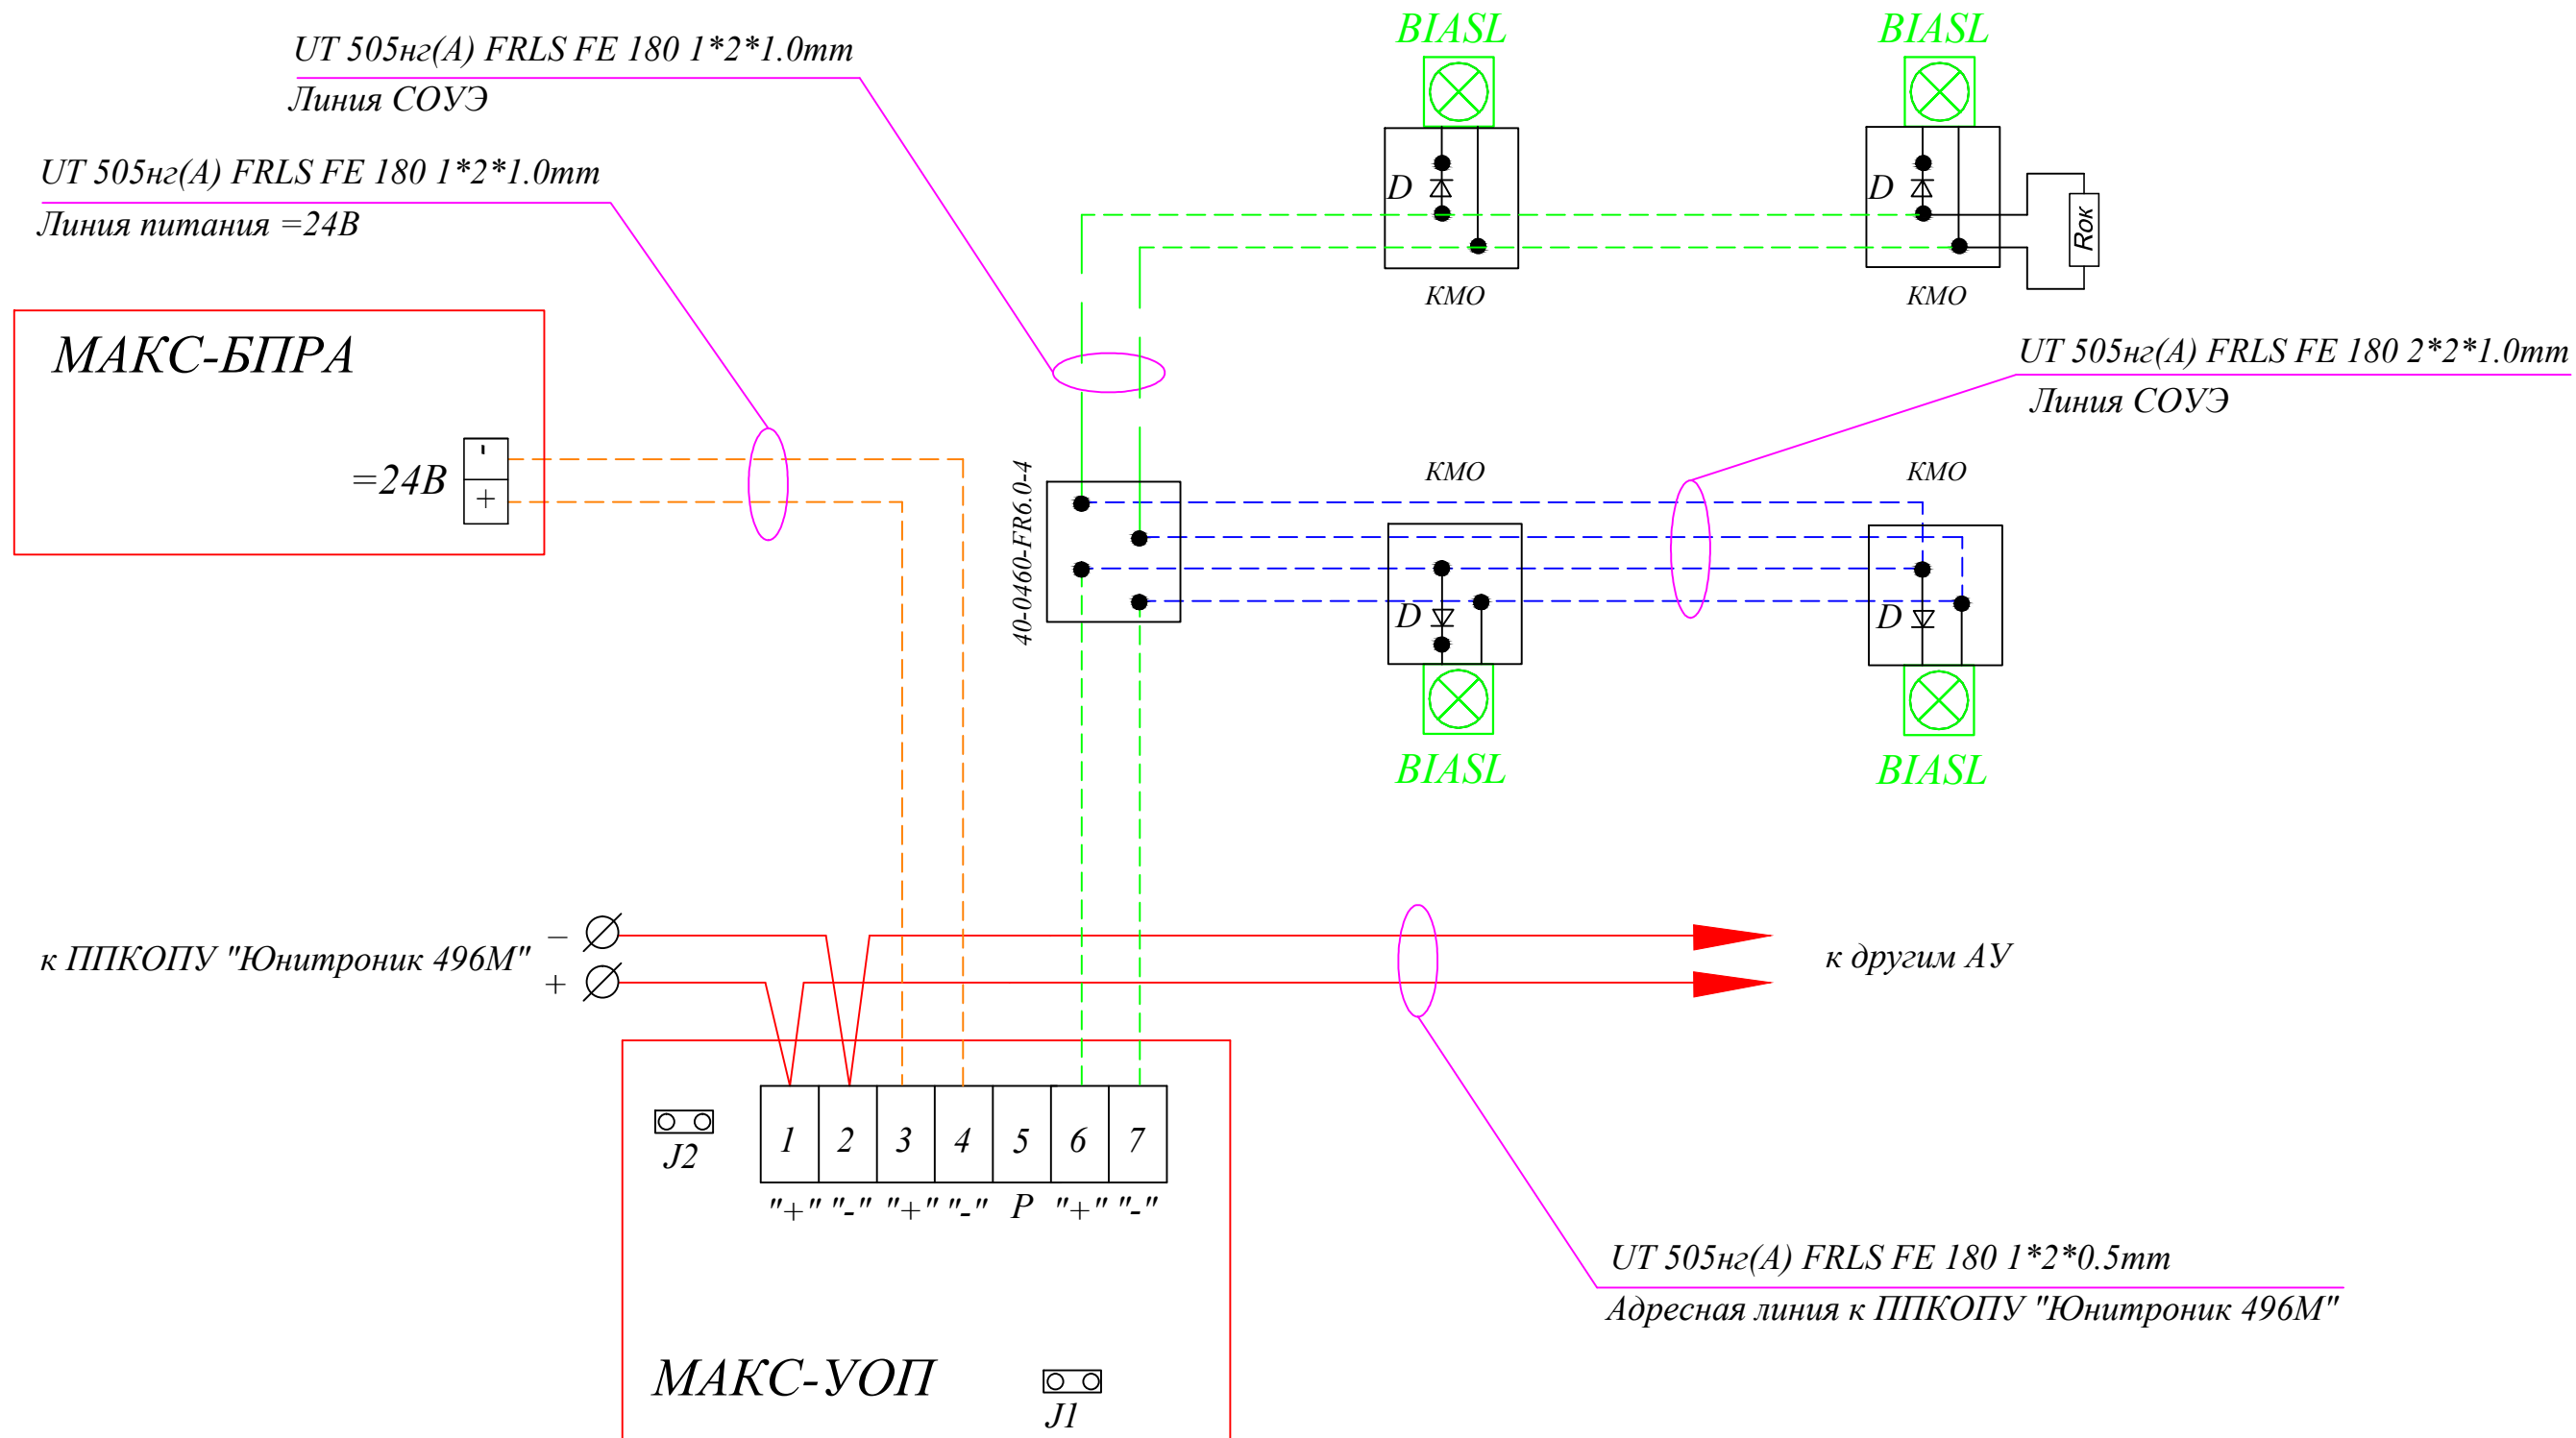 BIASL
BIASL
UT 505нг(А) FRLS FE 180 1*2*1.0mm
Линия СОУЭ
UT 505нг(А) FRLS FE 180 1*2*1.0mm
Линия питания =24В
D
D
Rок
КМО
КМО
МАКС-БПРА
UT 505нг(А) FRLS FE 180 2*2*1.0mm
Линия СОУЭ
=24В
-
+
40-0460-FR6.0-4
КМО
КМО
D
D
BIASL
BIASL
к ППКОПУ "Юнитроник 496М"
–
+
к другим АУ
J2
1 2 3 4 5 6 7
"+" "-" "+" "-" P "+" "-"
UT 505нг(А) FRLS FE 180 1*2*0.5mm
Адресная линия к ППКОПУ "Юнитроник 496М"
МАКС-УОП
J1